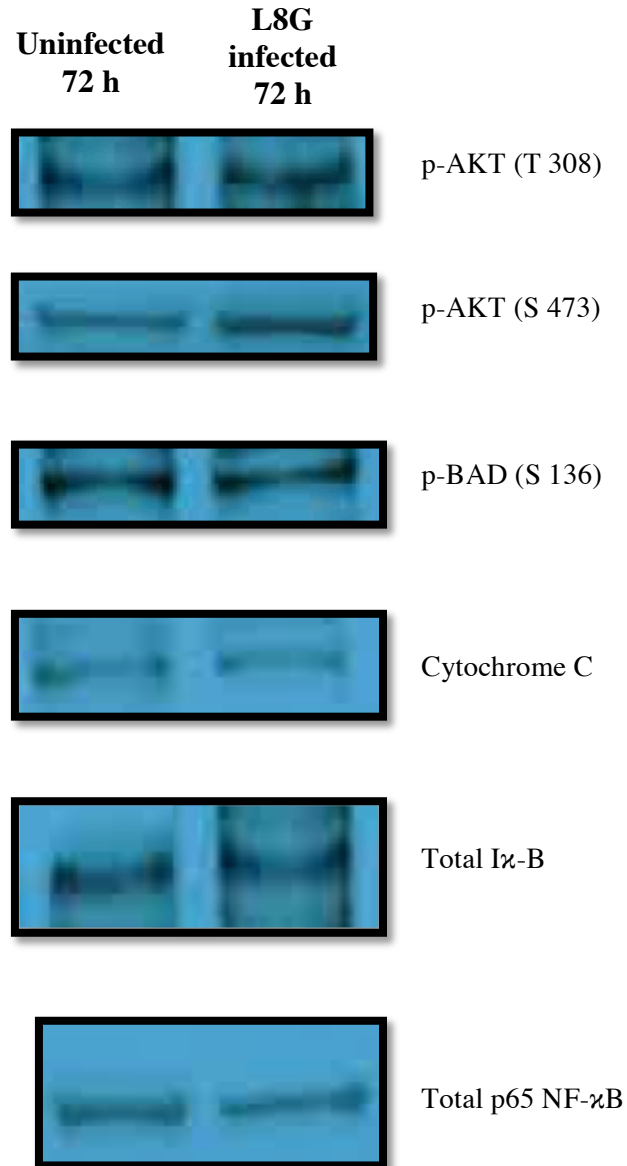 Uninfected
72 h
L8G
infected
72 h
p-AKT (T 308)
p-AKT (S 473)
p-BAD (S 136)
Cytochrome C
Total Iϰ-B
Total p65 NF-ϰB